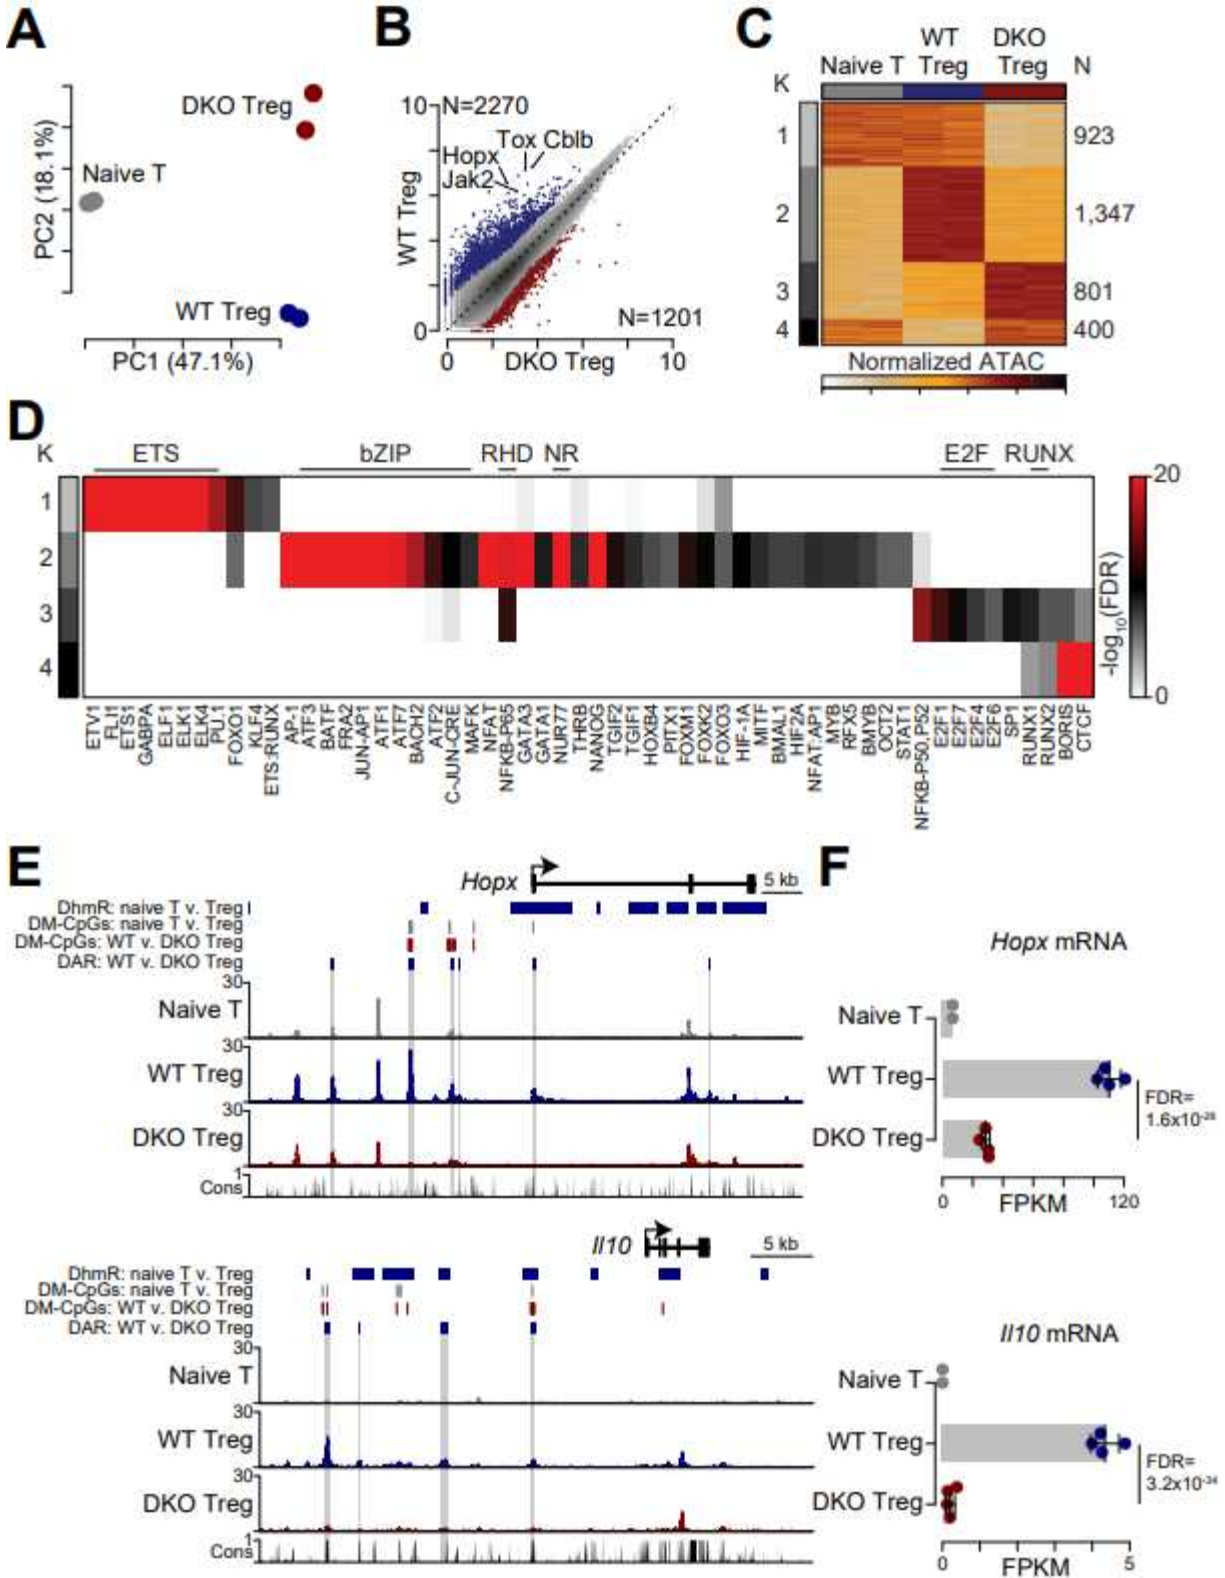 A
DKO Treg
Naive T
WT Treg
PC2 (18.1%)
PC1 (47.1%)
B
10
N=2270
Tox Cblb
Hopx
Jak2
WT Treg
N=1201
0
0
DKO Treg
10
C
K
Naive T
WT
Treg
DKO
Treg
N
1
923
2
1,347
3
801
4
400
Normalized ATAC
D
K
ETS
bZIP
RHD
NR
E2F
RUNX
1
2
3
4
20
-log10(FDR)
0
ETV1
FLI1
ETS1
GABPA
ELF1
ELK1
ELK4
PU.1
FOXO1
KLF4
ETS:RUNX
AP-1
ATF3
BATF
FRA2
JUN-AP1
ATF1
ATF7
BACH2
ATF2
C-JUN-CRE
MAFK
NFAT
NFKB-P65
GATA3
GATA1
NUR77
THRB
NANOG
TGIF2
TGIF1
HOXB4
PITX1
FOXM1
FOXK2
FOXO3
HIF-1A
MITF
BMAL1
HIF2A
NFAT:AP1
MYB
RFX5
BMYB
OCT2
STAT1
NFKB-P50,P52
E2F1
E2F7
E2F4
E2F6
SP1
RUNX1
RUNX2
BORIS
CTCF
E
Hopx
5 kb
DhmR: naive T v. Treg
DM-CpGs: naive T v. Treg
DM-CpGs: WT v. DKO Treg
DAR: WT v. DKO Treg
30
Naive T
30
WT Treg
30
DKO Treg
1
Cons
Il10
5 kb
DhmR: naive T v. Treg
DM-CpGs: naive T v. Treg
DM-CpGs: WT v. DKO Treg
DAR: WT v. DKO Treg
30
Naive T
30
WT Treg
30
DKO Treg
1
Cons
F
Hopx mRNA
Naive T
WT Treg
DKO Treg
FDR=
1.6x10-28
0
FPKM
120
Il10 mRNA
Naive T
WT Treg
DKO Treg
FDR=
3.2x10-34
0
FPKM
5